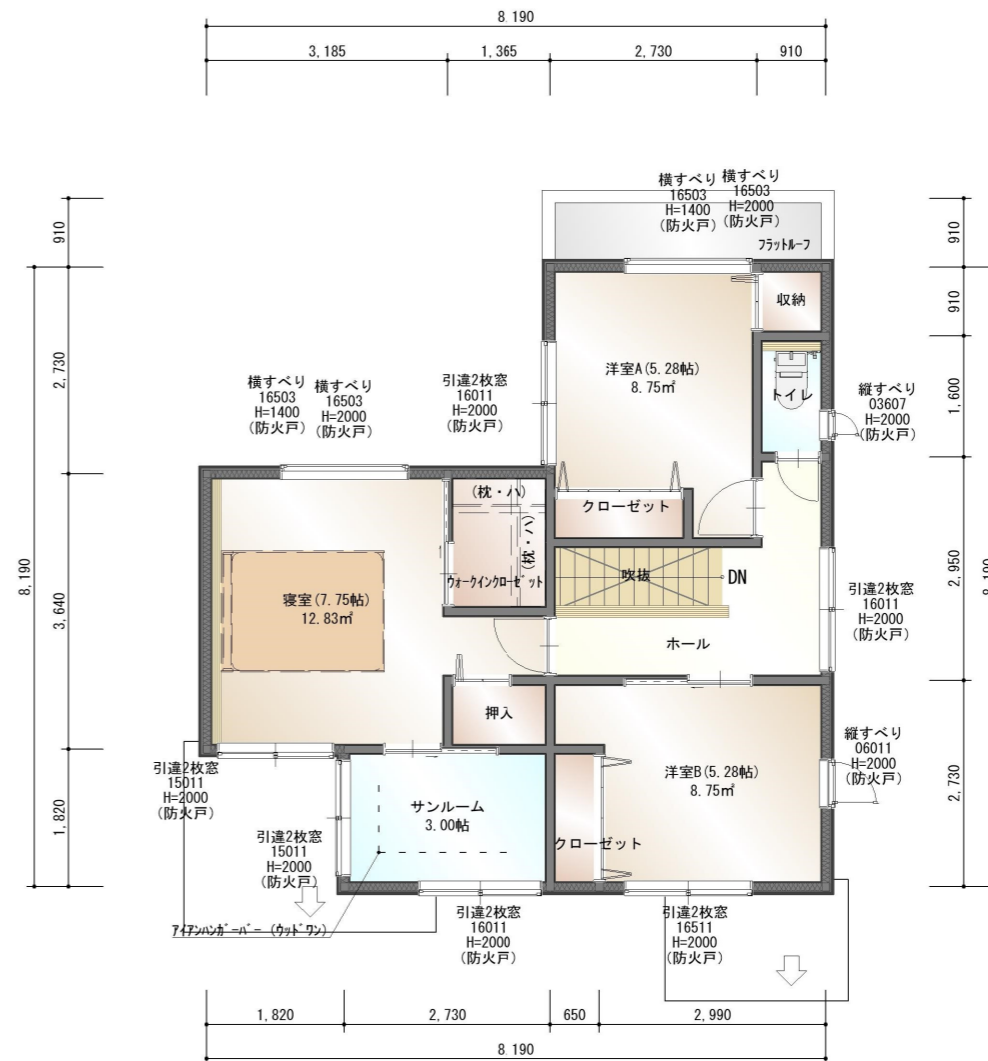 8,190
3,185
1,365
2,730
910
横すべり
16503
H=1400
(防火戸)
横すべり
16503
H=2000
(防火戸)
フラットルーフ
910
2,730
3,640
1,820
8,190
910
910
1,600
2,950
2,730
8,190
収納
洋室A(5.28帖)
8.75㎡
トイレ
縦すべり
03607
H=2000
(防火戸)
横すべり
16503
H=1400
(防火戸)
横すべり
16503
H=2000
(防火戸)
引違2枚窓
16011
H=2000
(防火戸)
(枕・ハ)
(枕・ハ)
ウォークインクローゼット
クローゼット
吹抜
DN
寝室(7.75帖)
12.83㎡
ホール
引違2枚窓
16011
H=2000
(防火戸)
押入
洋室B(5.28帖)
8.75㎡
縦すべり
06011
H=2000
(防火戸)
引違2枚窓
15011
H=2000
(防火戸)
サンルーム
3.00帖
クローゼット
引違2枚窓
15011
H=2000
(防火戸)
アイアンハンガーバー (ウッドワン)
引違2枚窓
16011
H=2000
(防火戸)
引違2枚窓
16511
H=2000
(防火戸)
1,820
2,730
650
2,990
8,190